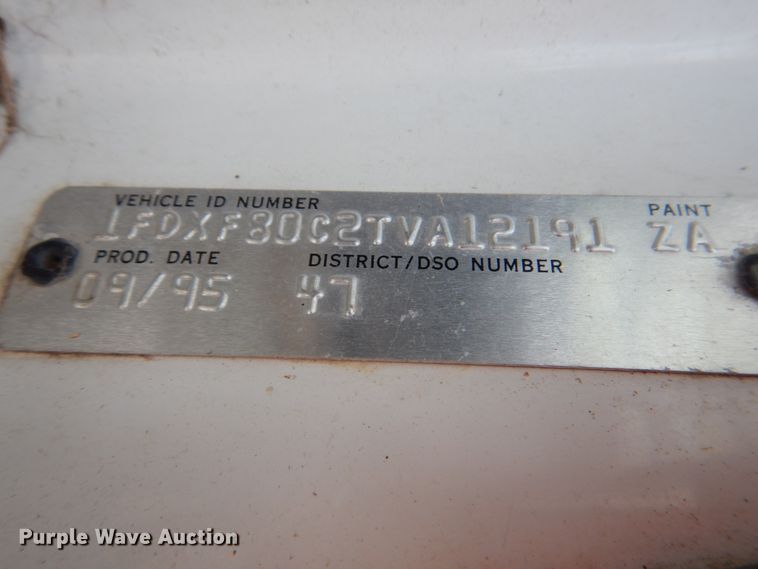 VEHICLE ID NUMBER PAINT
1FDXF80C2TVA12191 ZA
PROD. DATE DISTRICT/DSO NUMBER
09/95 47
Purple Wave Auction